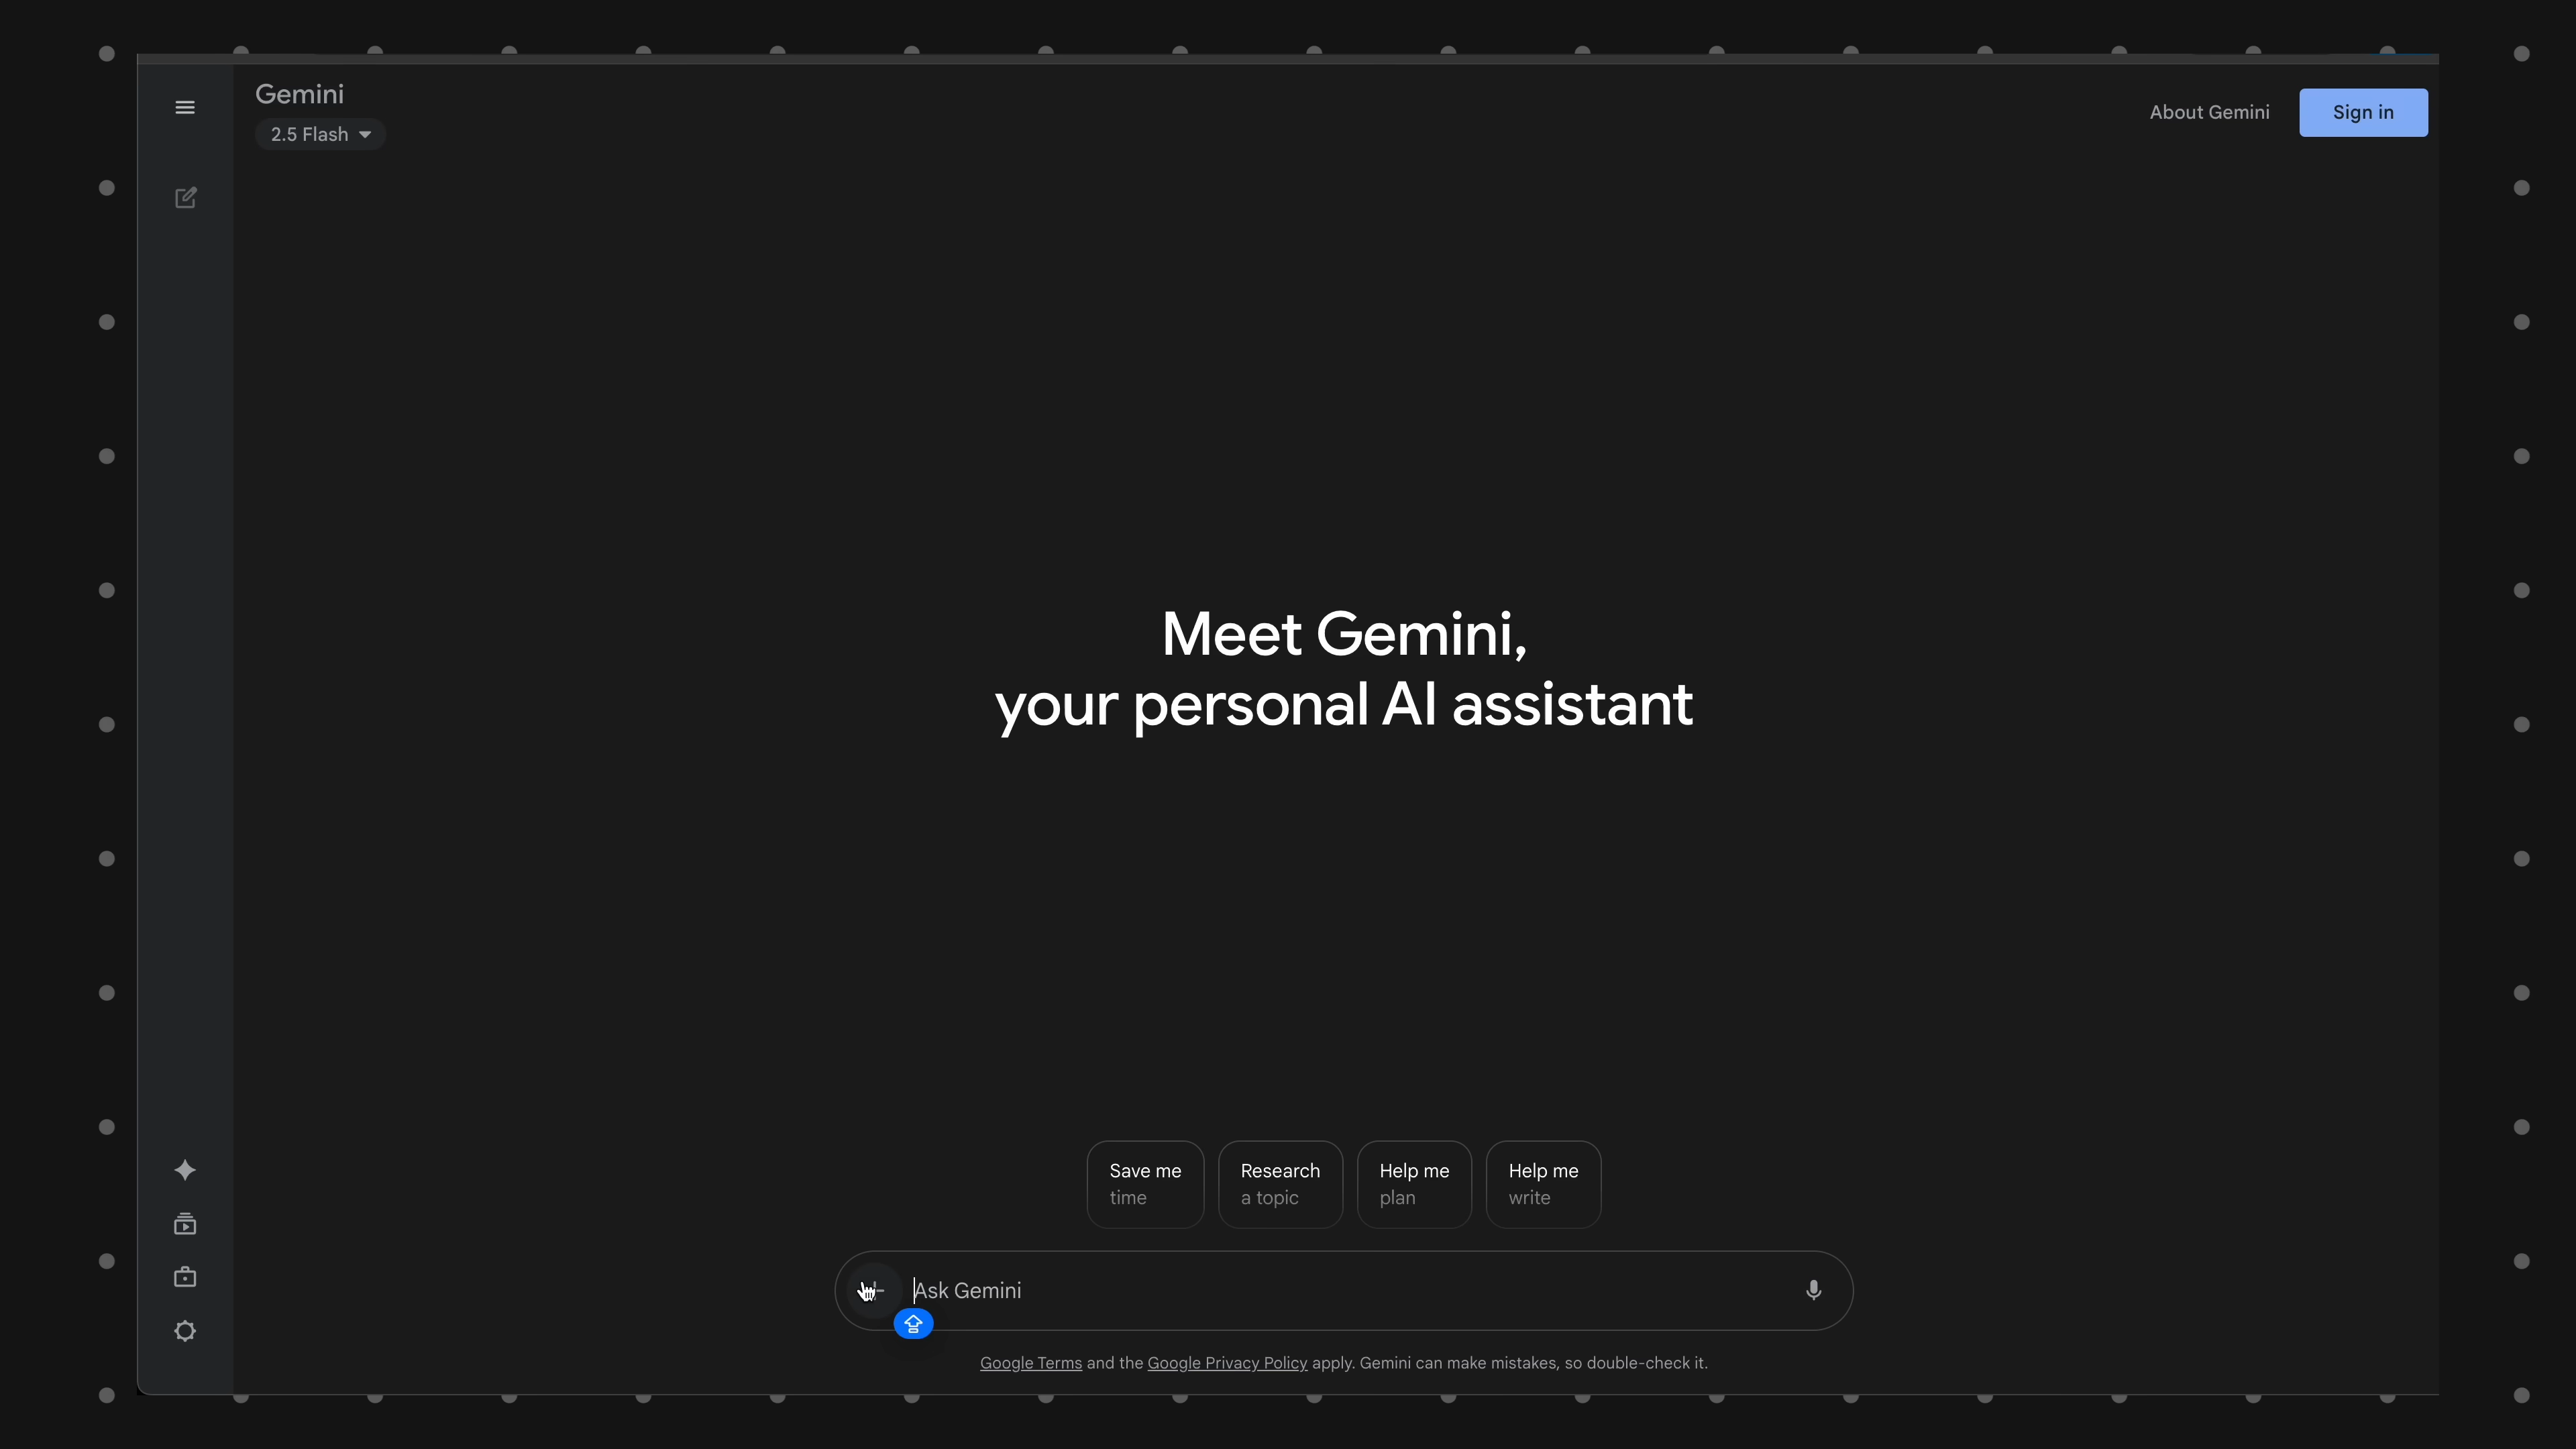 Gemini
2.5 Flash
About Gemini
Sign in
Meet Gemini,
your personal AI assistant
Save me
time
Research
a topic
Help me
plan
Help me
write
Ask Gemini
Google Terms and the Google Privacy Policy apply. Gemini can make mistakes, so double-check it.